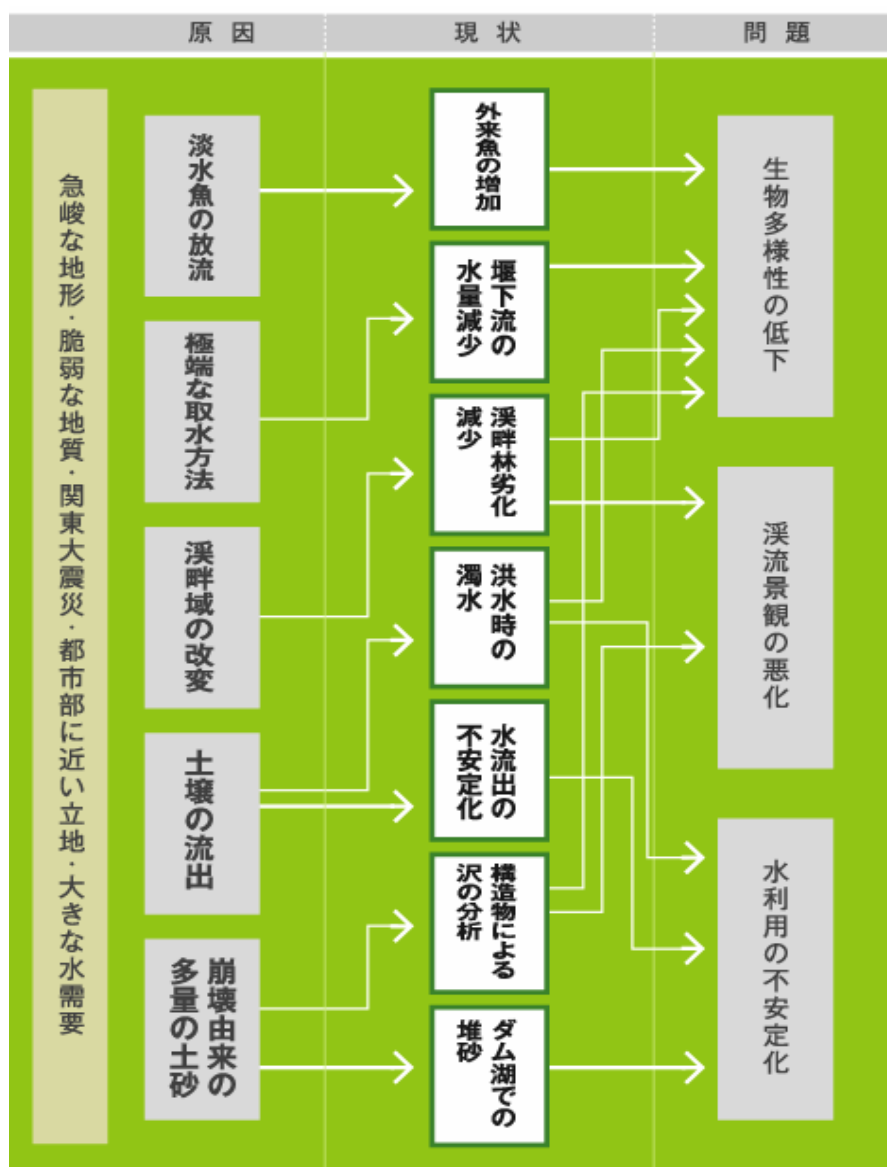 原因
現状
問題
急峻な地形・脆弱な地質・関東大震災・都市部に近い立地・大きな水需要
淡水魚の放流
極端な取水方法
渓畔域の改変
土壌の流出
崩壊由来の
多量の土砂
外来魚の増加
堰下流の
水量減少
渓畔林劣化
減少
洪水時の
濁水
水流出の
不安定化
構造物による
沢の分析
ダム湖での
堆砂
生物多様性の低下
渓流景観の悪化
水利用の不安定化